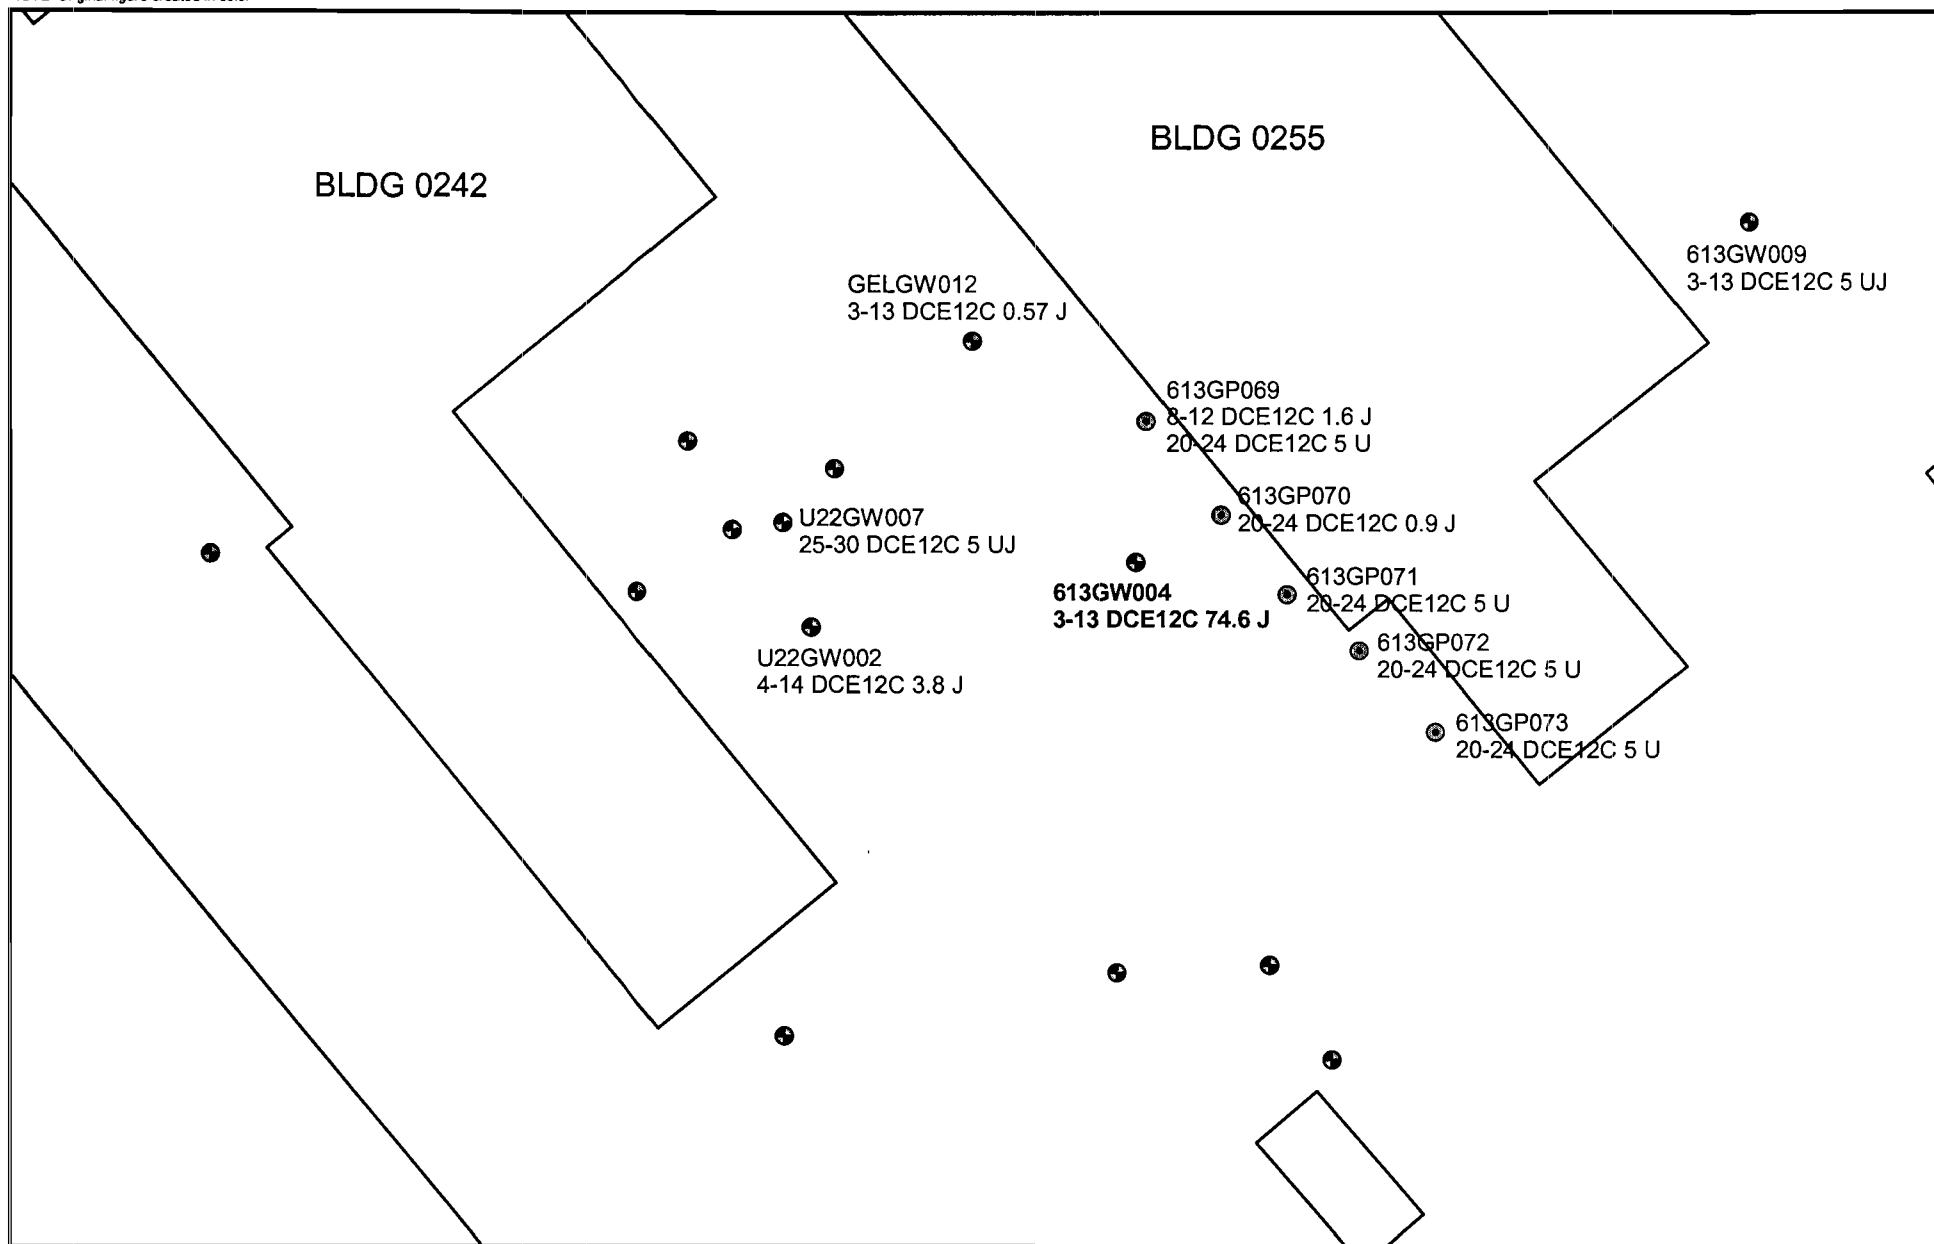 BLDG 0242
BLDG 0255
613GW009
3-13 DCE12C 5 UJ
GELGW012
3-13 DCE12C 0.57 J
613GP069
8-12 DCE12C 1.6 J
20-24 DCE12C 5 U
613GP070
20-24 DCE12C 0.9 J
U22GW007
25-30 DCE12C 5 UJ
613GW004
3-13 DCE12C 74.6 J
613GP071
20-24 DCE12C 5 U
U22GW002
4-14 DCE12C 3.8 J
613GP072
20-24 DCE12C 5 U
613GP073
20-24 DCE12C 5 U